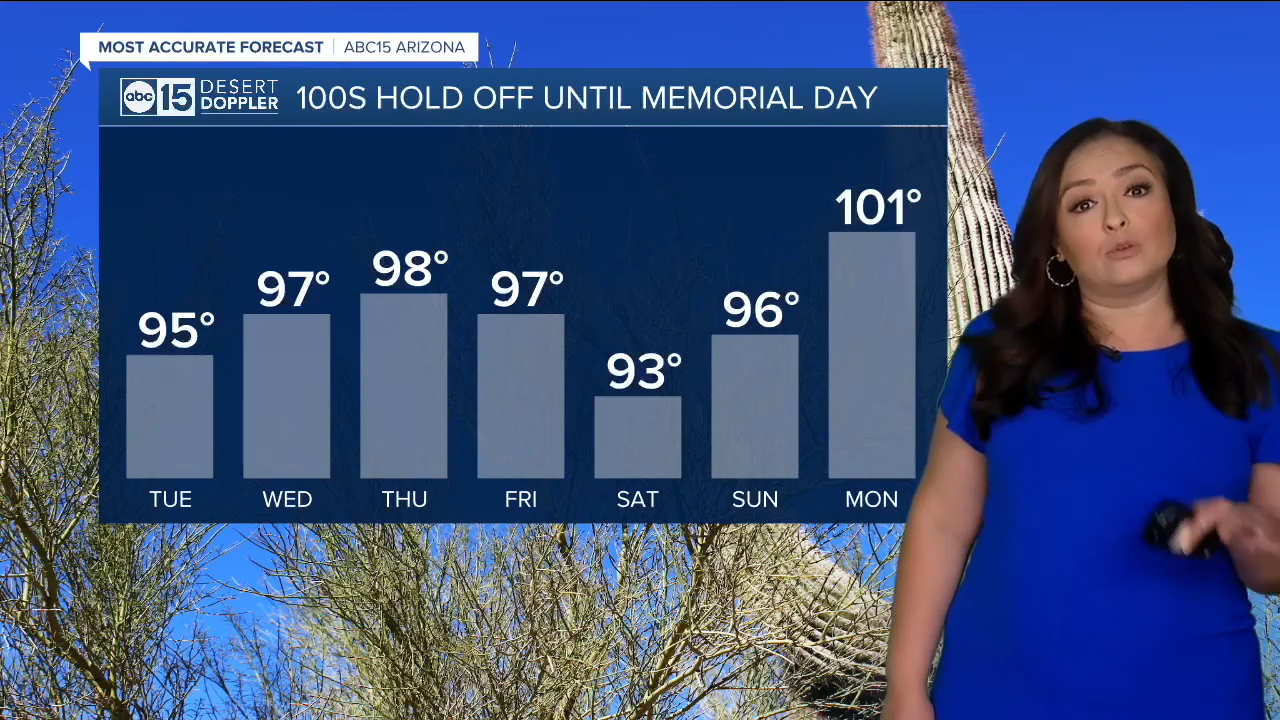 MOST ACCURATE FORECAST | ABC15 ARIZONA
abc 15 DESERT DOPPLER 100S HOLD OFF UNTIL MEMORIAL DAY
95° 97° 98° 97° 93° 96° 101°
TUE WED THU FRI SAT SUN MON